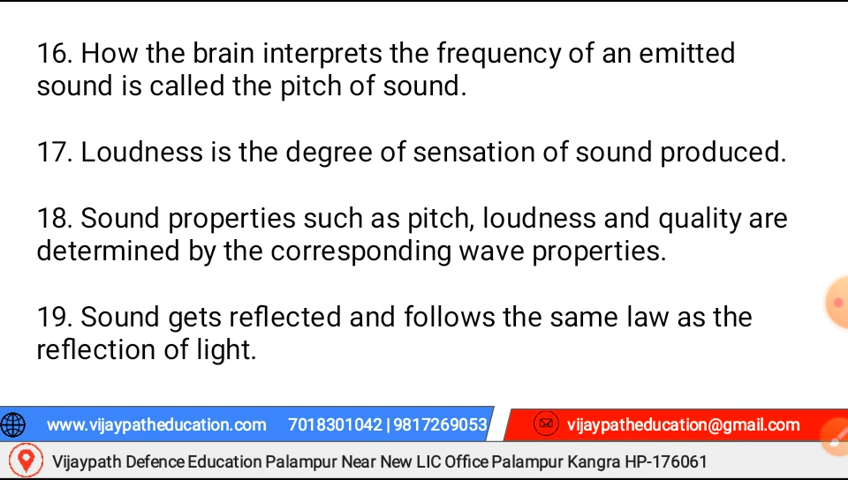 16. How the brain interprets the frequency of an emitted
sound is called the pitch of sound.
17. Loudness is the degree of sensation of sound produced.
18. Sound properties such as pitch, loudness and quality are
determined by the corresponding wave properties.
19. Sound gets reflected and follows the same law as the
reflection of light.
www.vijaypatheducation.com 7018301042 | 9817269053 vijaypatheducation@gmail.com
Vijaypath Defence Education Palampur Near New LIC Office Palampur Kangra HP-176061